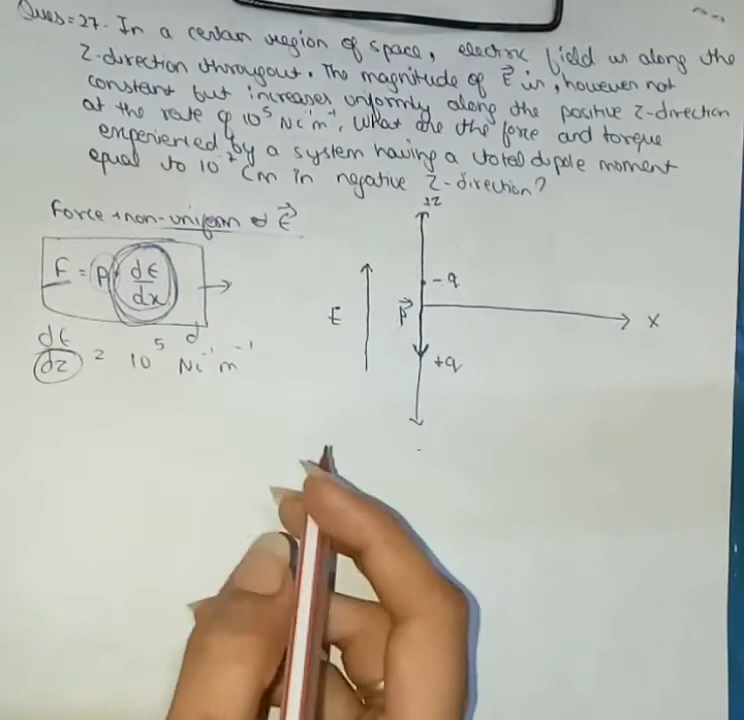 Ques=27. In a certain region of space, electric field is along the
Z-direction througout. The magnitude of E⃗ is, however not
constant but increases uniformly along the positive z-direction
at the rate of 10⁵ NC⁻¹m⁻¹. What are the force and torque
experienced by a system having a total dipole moment
equal to 10⁻⁷ Cm in negative Z-direction?
Force → non-uniform E⃗
F = P dE/dx →
dE/dz = 10⁵ NC⁻¹m⁻¹
Z
-q
E
P⃗
X
+q